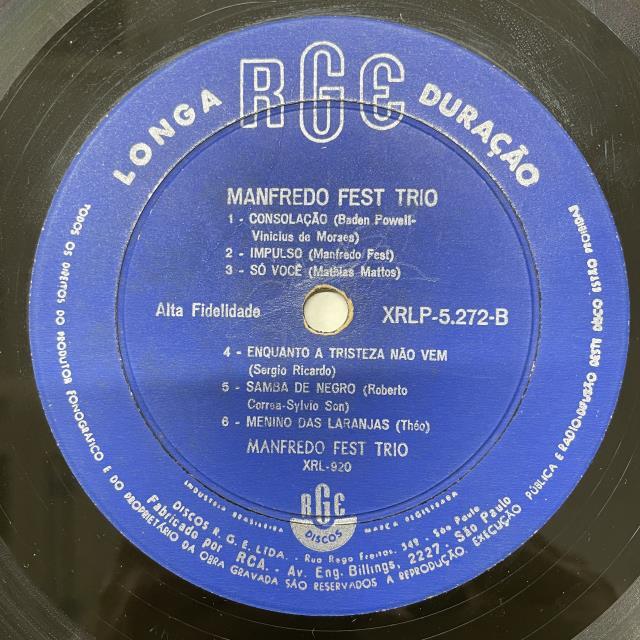 RGE
LONGA DURAÇÃO
MANFREDO FEST TRIO
1 - CONSOLAÇÃO (Baden Powell-
Vinicius de Moraes)
2 - IMPULSO (Manfredo Fest)
3 - SÓ VOCÊ (Mathias Mattos)
Alta Fidelidade
XRLP-5.272-B
4 - ENQUANTO A TRISTEZA NÃO VEM
(Sergio Ricardo)
5 - SAMBA DE NEGRO (Roberto
Correa-Sylvio Son)
6 - MENINO DAS LARANJAS (Théo)
MANFREDO FEST TRIO
XRL-920
INDUSTRIA BRASILEIRA
RGE
DISCOS
MARCA REGISTRADA
DISCOS R. G. E. LTDA. - Rua Rego Freitas, 348 - São Paulo
Fabricado por RCA. - Av. Eng. Billings, 2227 - São Paulo
TODOS OS DIREITOS DO PRODUTOR FONOGRÁFICO E DO PROPRIETÁRIO DA OBRA GRAVADA SÃO RESERVADOS A REPRODUÇÃO, EXECUÇÃO PÚBLICA E RADIO-DIFUSÃO DESTE DISCO ESTÃO PROIBIDAS